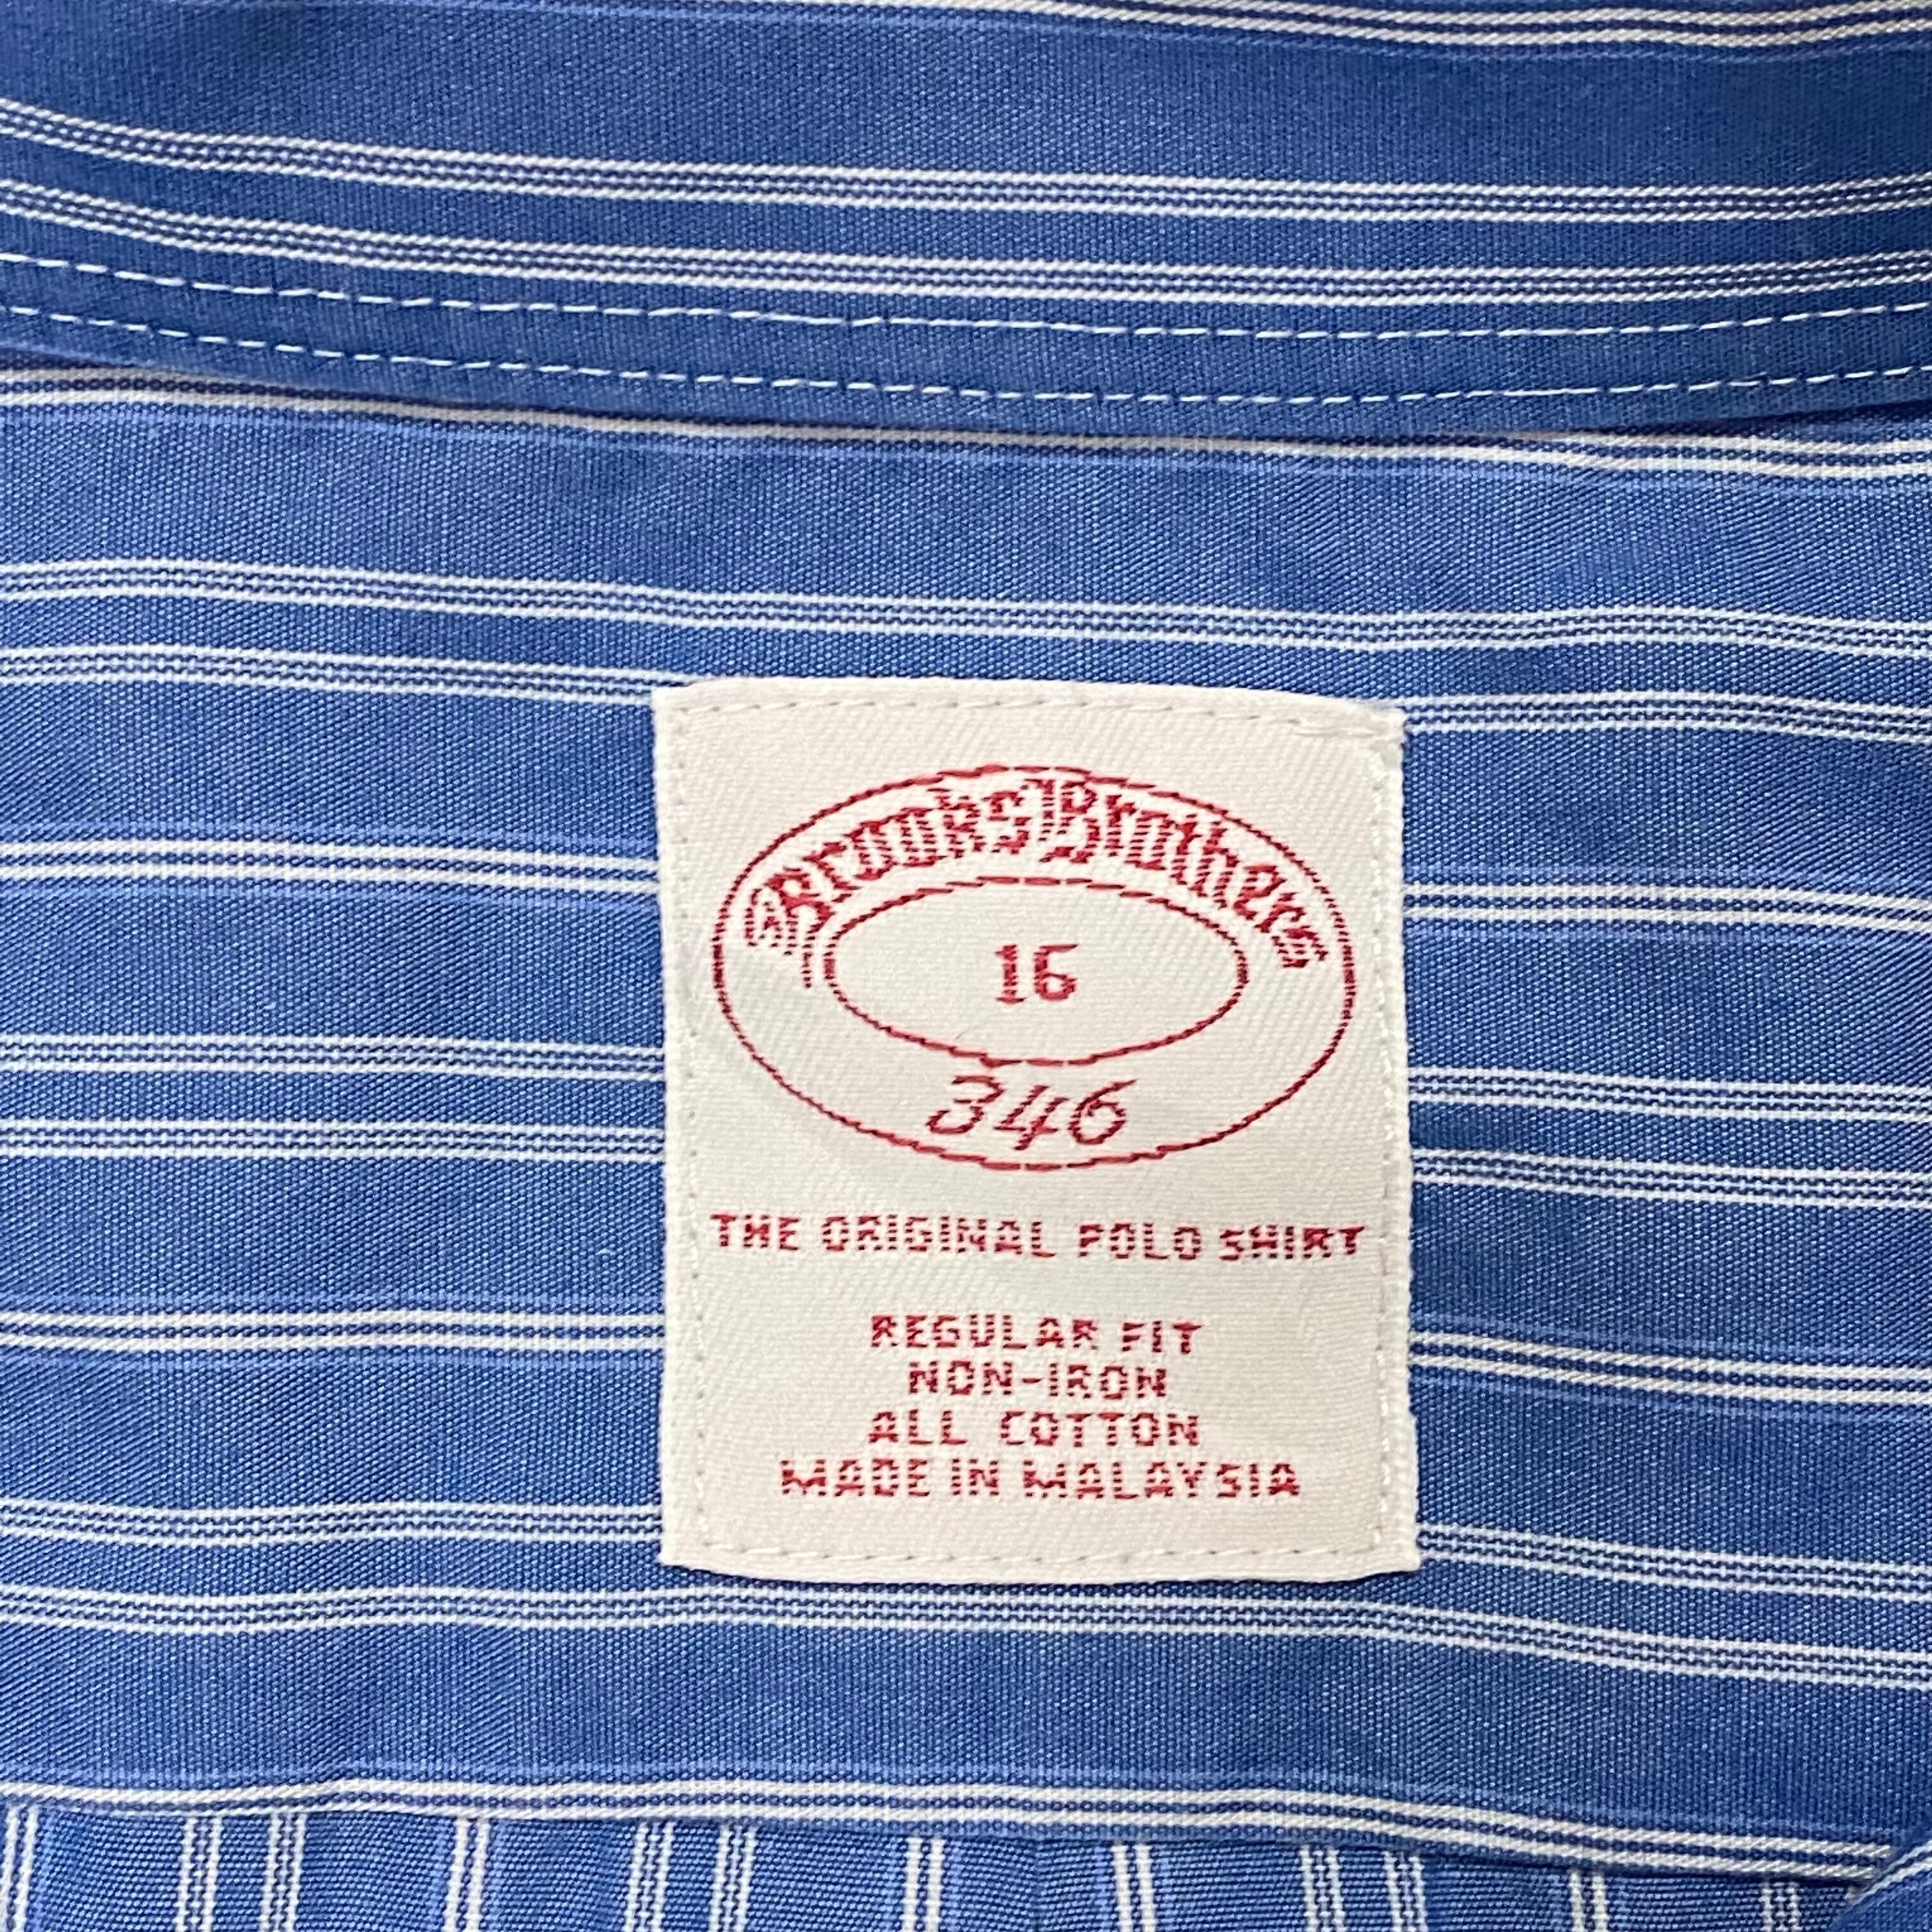 Brooks Brothers
16
346
THE ORIGINAL POLO SHIRT
REGULAR FIT
NON-IRON
ALL COTTON
MADE IN MALAYSIA